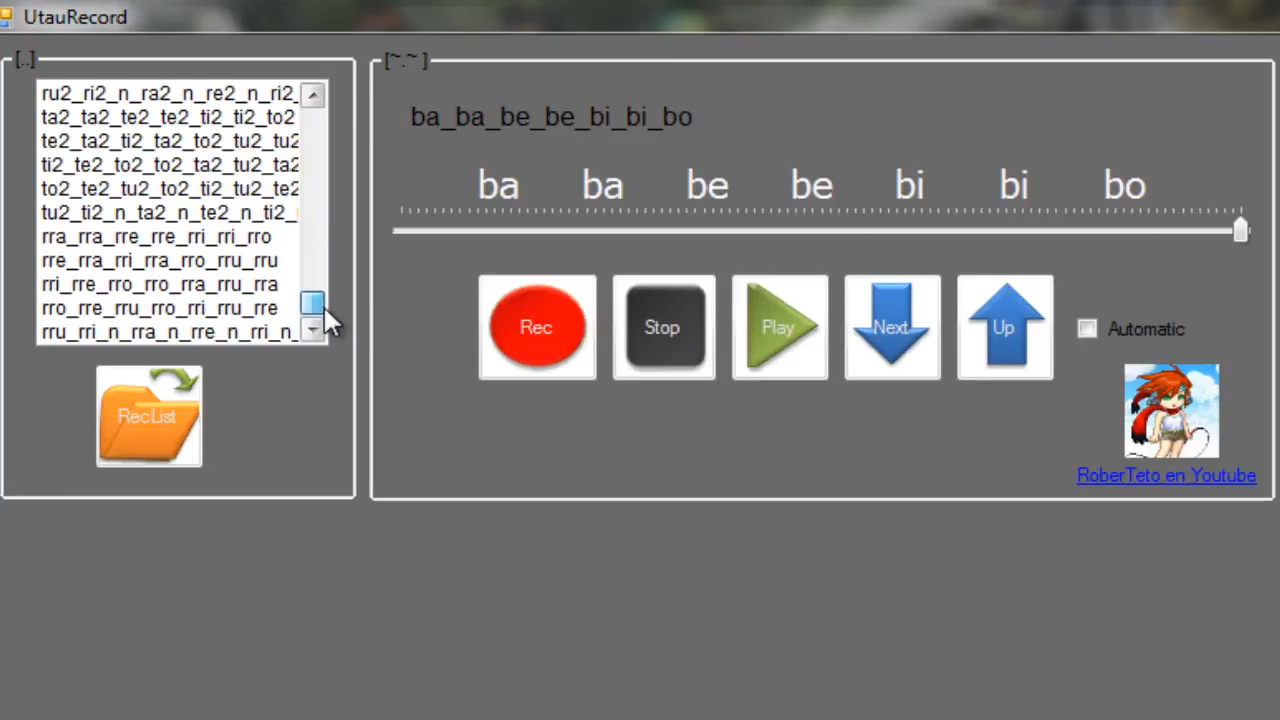 UtauRecord
[..]
ru2_ri2_n_ra2_n_re2_n_ri2_
ta2_ta2_te2_te2_ti2_ti2_to2
te2_ta2_ti2_ta2_to2_tu2_tu2
ti2_te2_to2_to2_ta2_tu2_ta2
to2_te2_tu2_to2_ti2_tu2_te2
tu2_ti2_n_ta2_n_te2_n_ti2_
rra_rra_rre_rre_rri_rri_rro
rre_rra_rri_rra_rro_rru_rru
rri_rre_rro_rro_rra_rru_rra
rro_rre_rru_rro_rri_rru_rre
rru_rri_n_rra_n_rre_n_rri_n_
RecList
[~.~ ]
ba_ba_be_be_bi_bi_bo
ba ba be be bi bi bo
Rec Stop Play Next Up Automatic
RoberTeto en Youtube